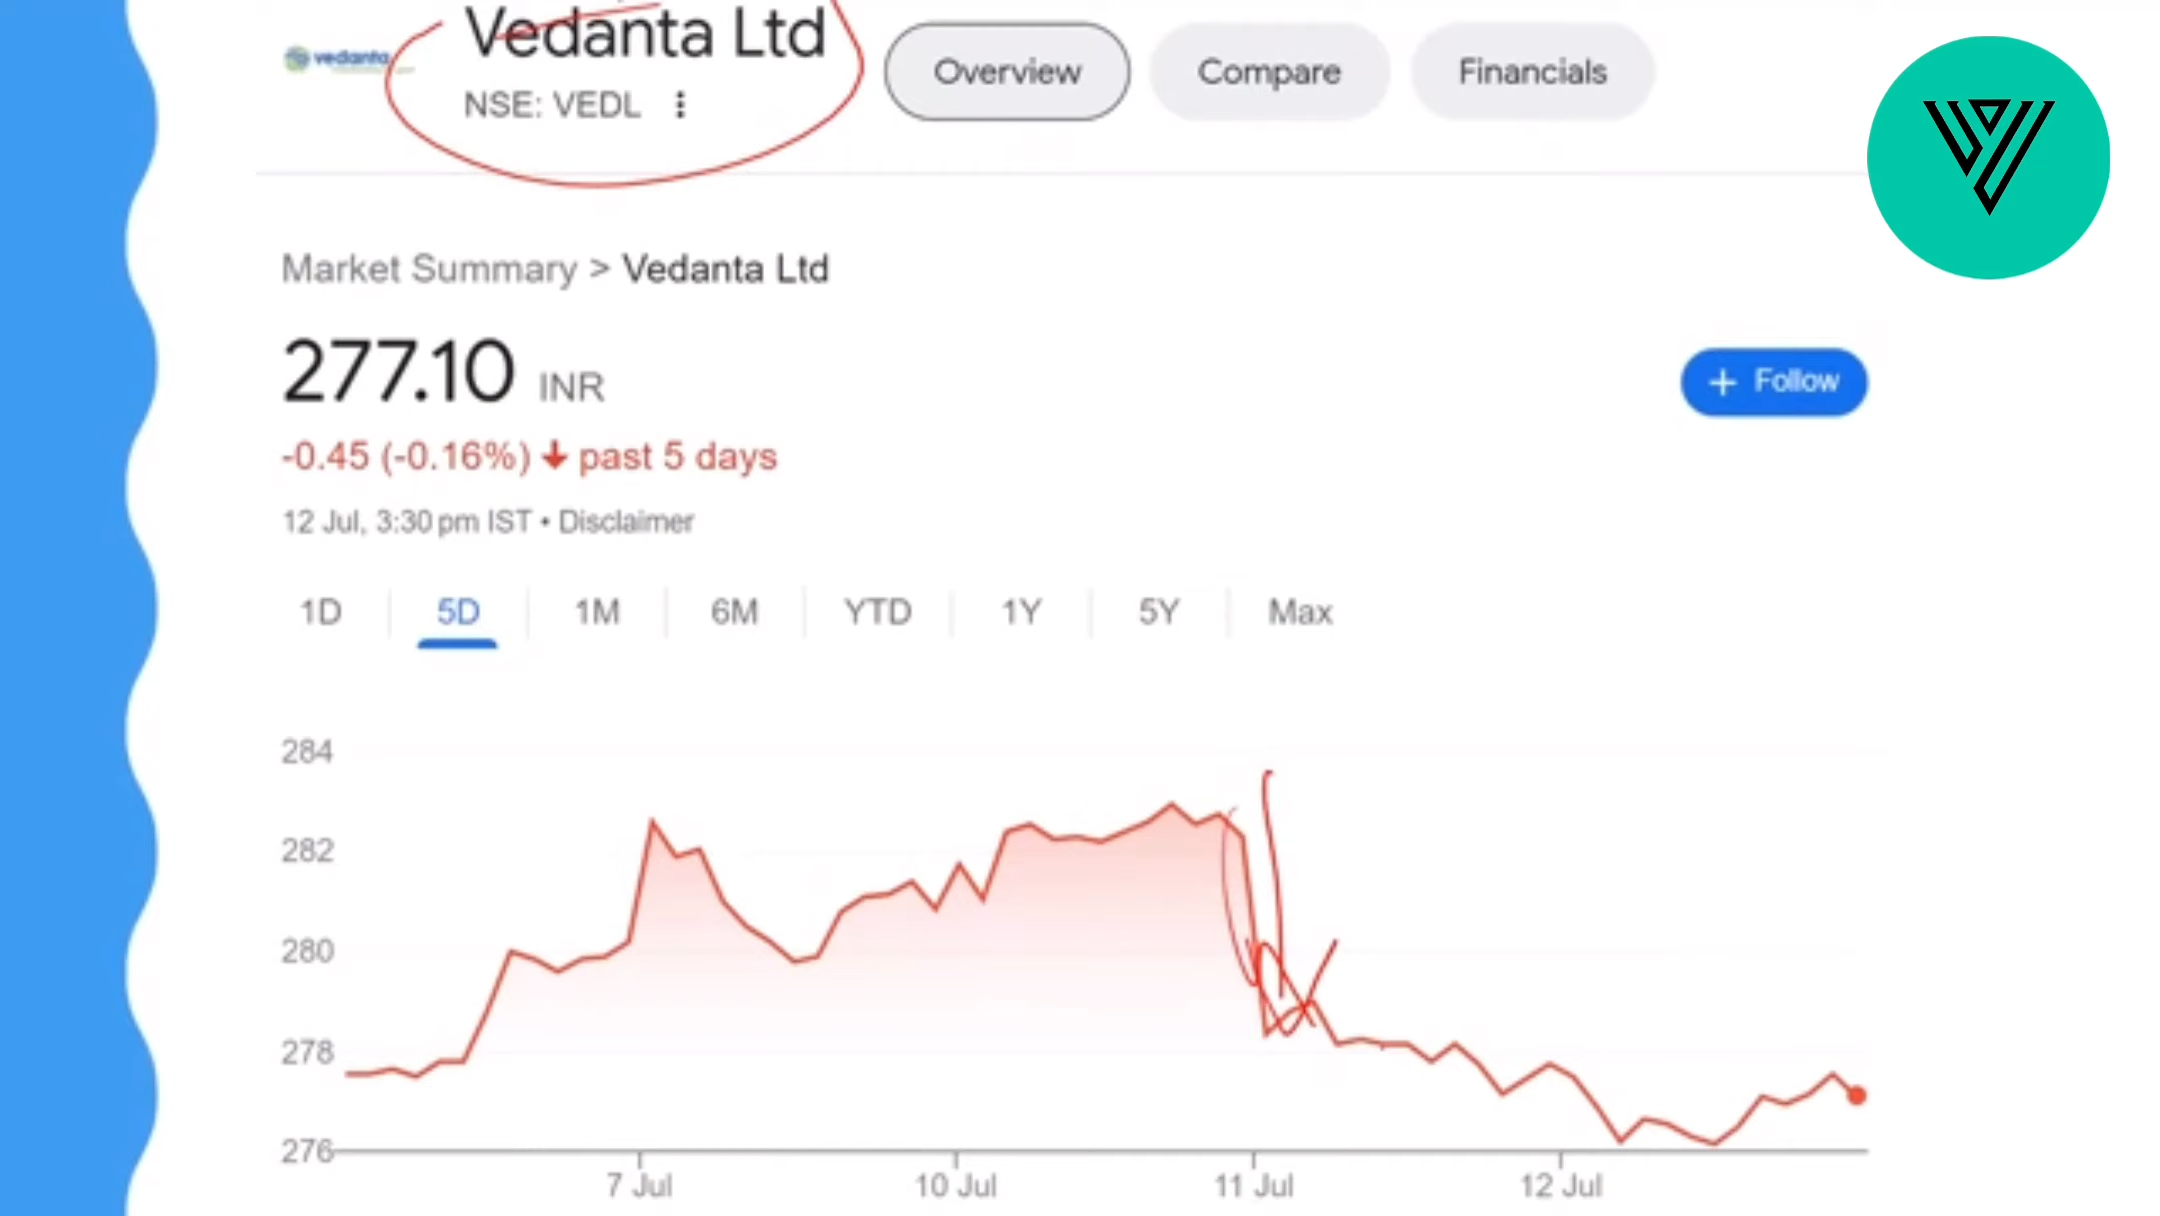 vedanta
Vedanta Ltd
NSE: VEDL
Overview
Compare
Financials
Market Summary > Vedanta Ltd
277.10 INR
+ Follow
-0.45 (-0.16%) ↓ past 5 days
12 Jul, 3:30 pm IST • Disclaimer
1D 5D 1M 6M YTD 1Y 5Y Max
284
282
280
278
276
7 Jul 10 Jul 11 Jul 12 Jul